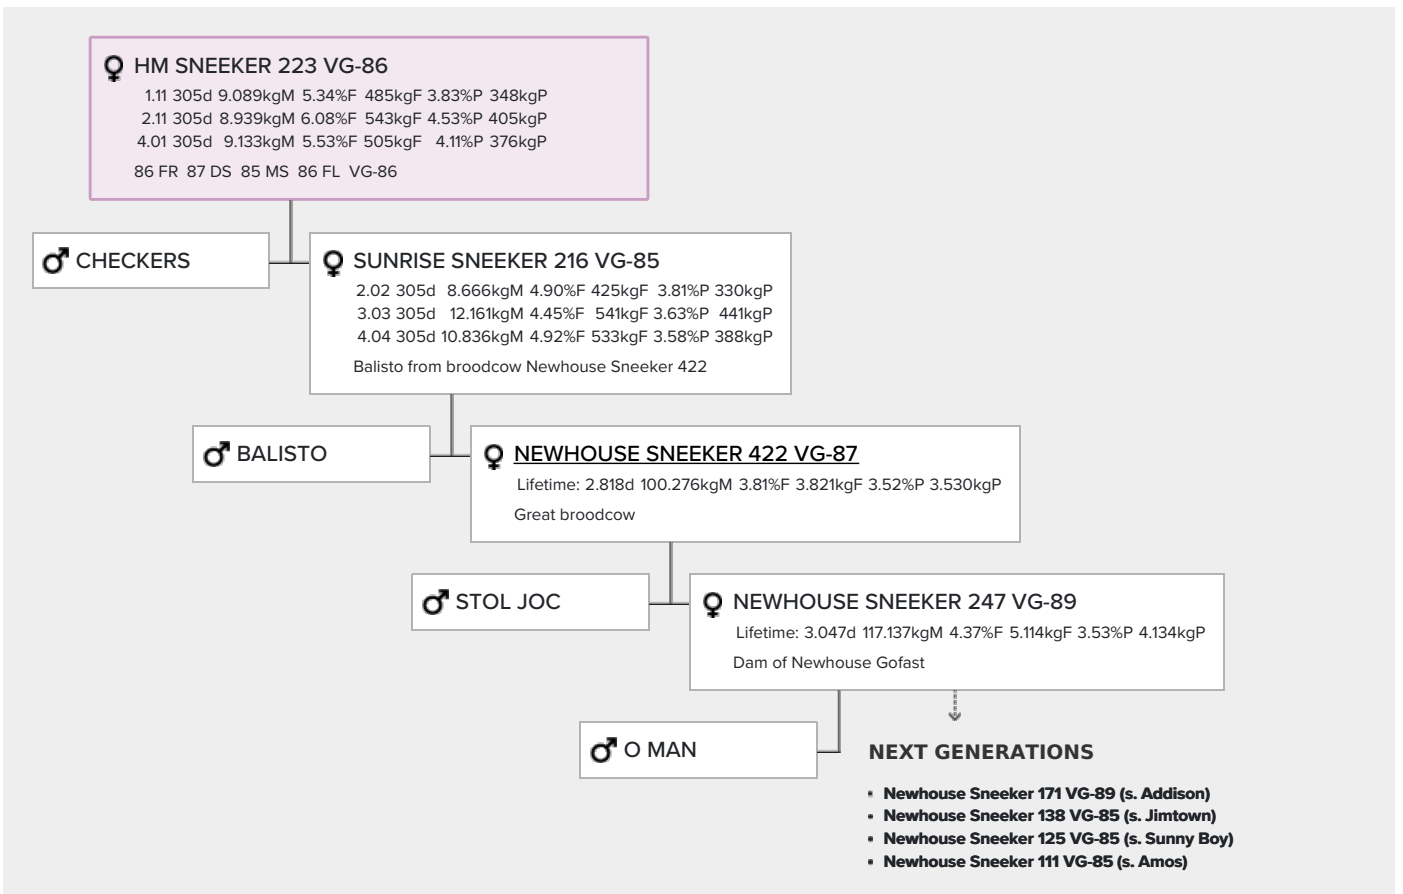 HM SNEEKER 223 VG-86
1.11 305d 9.089kgM 5.34%F 485kgF 3.83%P 348kgP
2.11 305d 8.939kgM 6.08%F 543kgF 4.53%P 405kgP
4.01 305d 9.133kgM 5.53%F 505kgF 4.11%P 376kgP
86 FR 87 DS 85 MS 86 FL VG-86
CHECKERS
SUNRISE SNEEKER 216 VG-85
2.02 305d 8.666kgM 4.90%F 425kgF 3.81%P 330kgP
3.03 305d 12.161kgM 4.45%F 541kgF 3.63%P 441kgP
4.04 305d 10.836kgM 4.92%F 533kgF 3.58%P 388kgP
Balisto from broodcow Newhouse Sneeker 422
BALISTO
NEWHOUSE SNEEKER 422 VG-87
Lifetime: 2.818d 100.276kgM 3.81%F 3.821kgF 3.52%P 3.530kgP
Great broodcow
STOL JOC
NEWHOUSE SNEEKER 247 VG-89
Lifetime: 3.047d 117.137kgM 4.37%F 5.114kgF 3.53%P 4.134kgP
Dam of Newhouse Gofast
O MAN
NEXT GENERATIONS
Newhouse Sneeker 171 VG-89 (s. Addison)
Newhouse Sneeker 138 VG-85 (s. Jimtown)
Newhouse Sneeker 125 VG-85 (s. Sunny Boy)
Newhouse Sneeker 111 VG-85 (s. Amos)